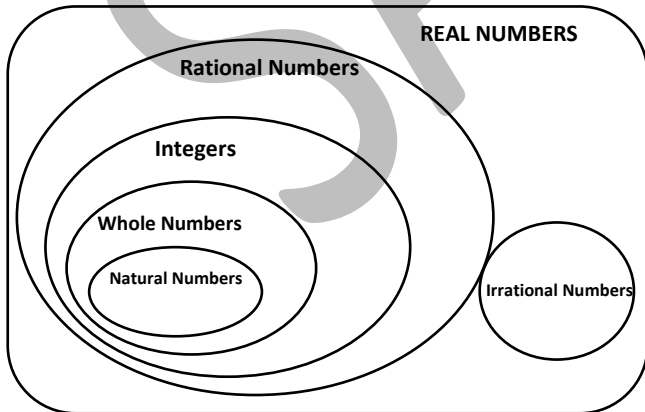 REAL NUMBERS
Rational Numbers
Integers
Whole Numbers
Natural Numbers
Irrational Numbers